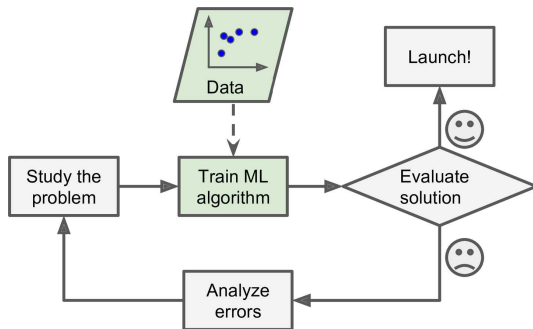 Data
Launch!
Study the
problem
Train ML
algorithm
Evaluate
solution
Analyze
errors